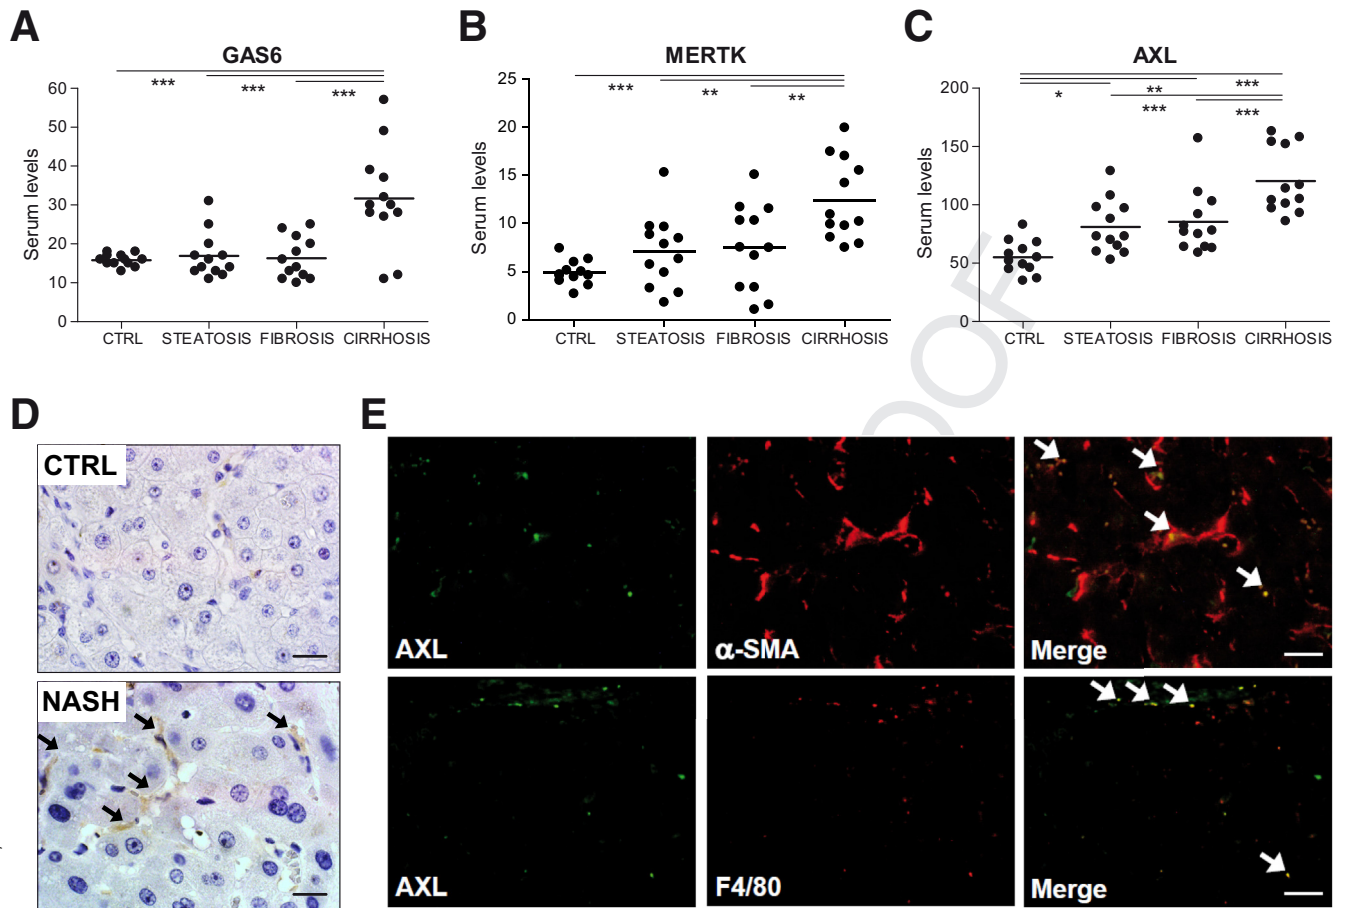 A
GAS6
Serum levels
60
50
40
30
20
10
0
*** *** ***
CTRL STEATOSIS FIBROSIS CIRRHOSIS
B
MERTK
Serum levels
25
20
15
10
5
0
*** ** **
CTRL STEATOSIS FIBROSIS CIRRHOSIS
C
AXL
Serum levels
200
150
100
50
0
* ** ***
*** ***
CTRL STEATOSIS FIBROSIS CIRRHOSIS
D
CTRL
NASH
E
AXL
α-SMA
Merge
AXL
F4/80
Merge